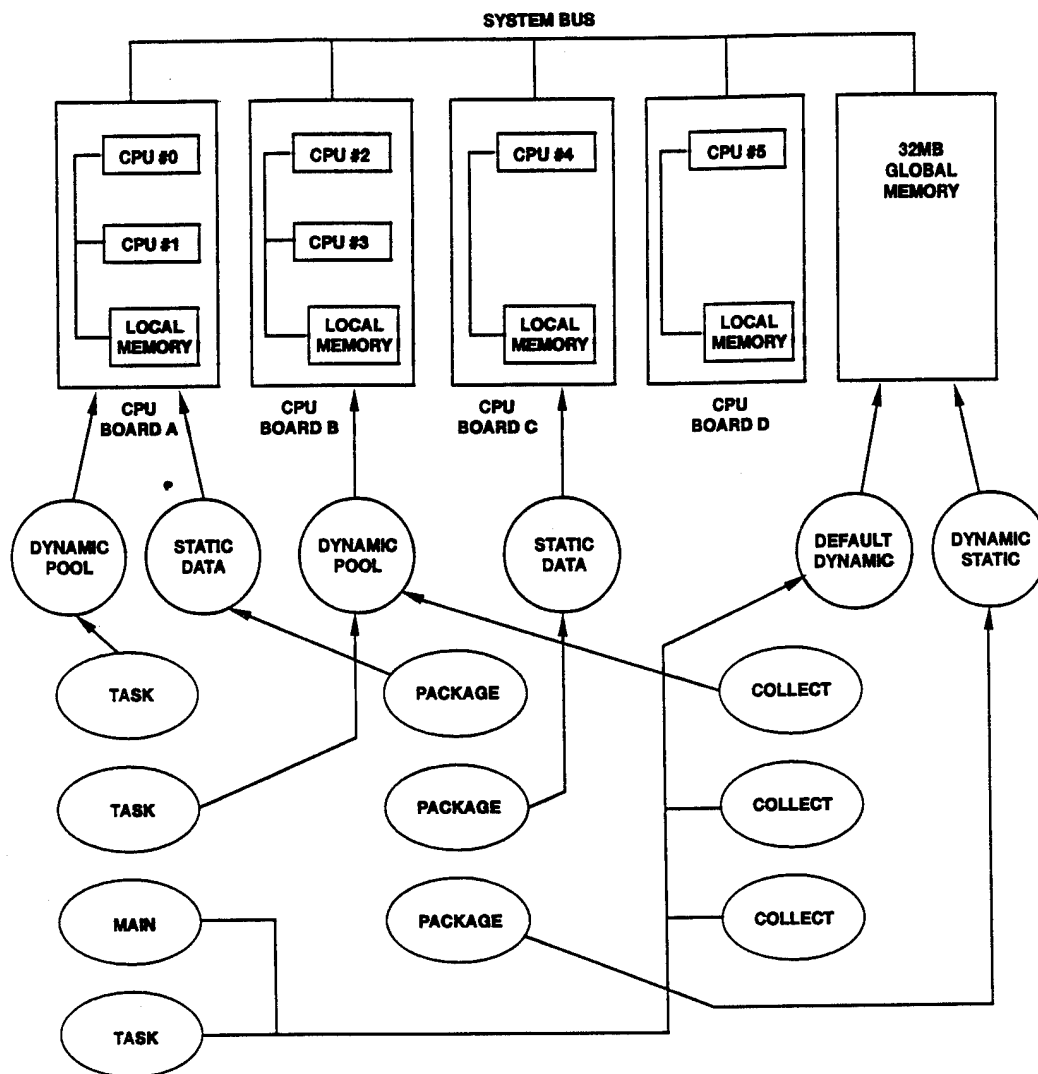 SYSTEM BUS
CPU #0
CPU #2
CPU #4
CPU #5
32MB
GLOBAL
MEMORY
CPU #1
CPU #3
LOCAL
MEMORY
LOCAL
MEMORY
LOCAL
MEMORY
LOCAL
MEMORY
CPU
BOARD A
CPU
BOARD B
CPU
BOARD C
CPU
BOARD D
DYNAMIC
POOL
STATIC
DATA
DYNAMIC
POOL
STATIC
DATA
DEFAULT
DYNAMIC
DYNAMIC
STATIC
TASK
PACKAGE
COLLECT
TASK
PACKAGE
COLLECT
MAIN
PACKAGE
COLLECT
TASK